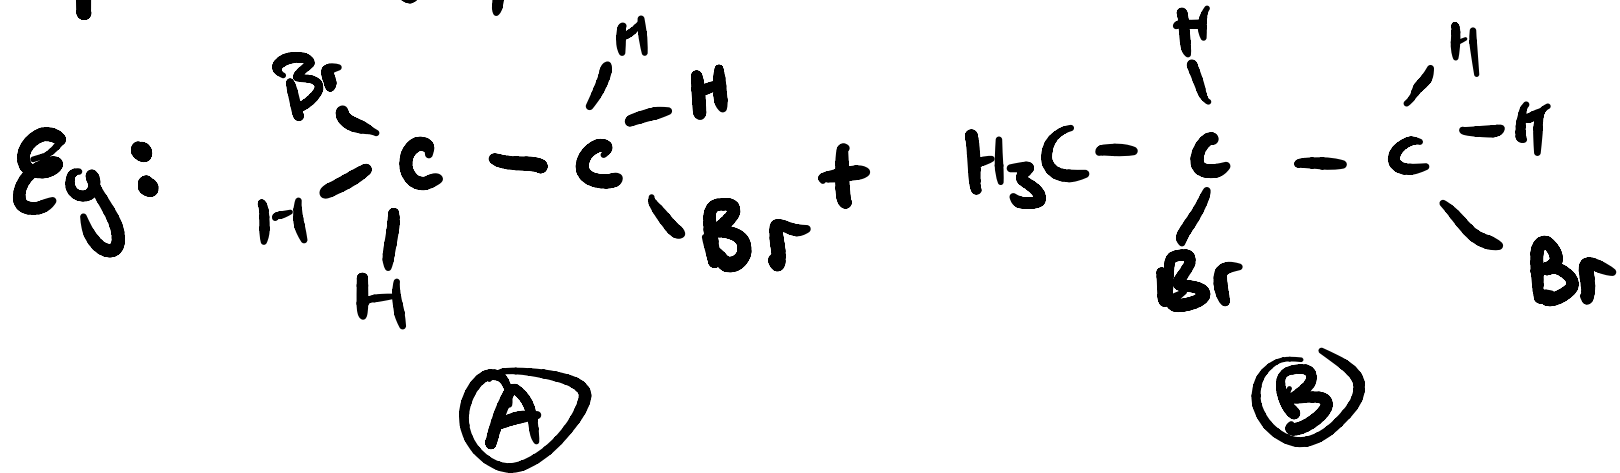 H H
Br H H H
Eg: C - C + H3C - C - C
H Br Br Br
H
A B